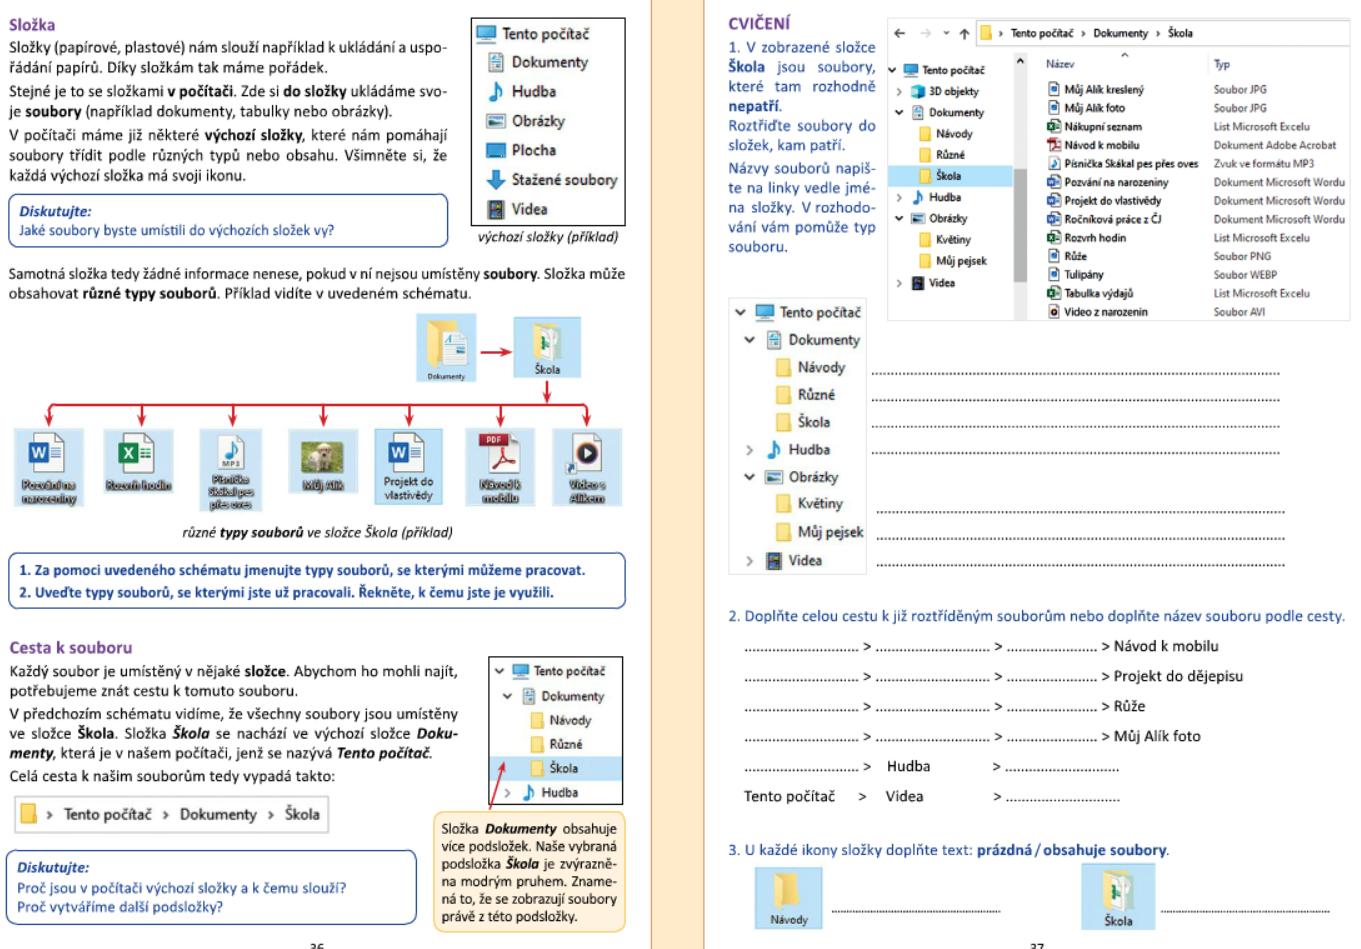 Složka
Složky (papírové, plastové) nám slouží například k ukládání a uspo-
řádání papírů. Díky složkám tak máme pořádek.
Stejné je to se složkami v počítači. Zde si do složky ukládáme svo-
je soubory (například dokumenty, tabulky nebo obrázky).
V počítači máme již některé výchozí složky, které nám pomáhají
soubory třídit podle různých typů nebo obsahu. Všimněte si, že
každá výchozí složka má svoji ikonu.
Diskutujte:
Jaké soubory byste umístili do výchozích složek vy?
Tento počítač
Dokumenty
Hudba
Obrázky
Plocha
Stažené soubory
Videa
výchozí složky (příklad)
Samotná složka tedy žádné informace nenese, pokud v ní nejsou umístěny soubory. Složka může
obsahovat různé typy souborů. Příklad vidíte v uvedeném schématu.
Dokumenty
Škola
Pozvání na
narozeniny
Rozvrh hodin
MP3
Písnička
Skákal pes
přes oves
Můj Alík
Projekt do
vlastivědy
PDF
Návod k
mobilu
Video s
Alíkem
různé typy souborů ve složce Škola (příklad)
1. Za pomoci uvedeného schématu jmenujte typy souborů, se kterými můžeme pracovat.
2. Uveďte typy souborů, se kterými jste už pracovali. Řekněte, k čemu jste je využili.
Cesta k souboru
Každý soubor je umístěný v nějaké složce. Abychom ho mohli najít,
potřebujeme znát cestu k tomuto souboru.
V předchozím schématu vidíme, že všechny soubory jsou umístěny
ve složce Škola. Složka Škola se nachází ve výchozí složce Doku-
menty, která je v našem počítači, jenž se nazývá Tento počítač.
Celá cesta k našim souborům tedy vypadá takto:
> Tento počítač > Dokumenty > Škola
Diskutujte:
Proč jsou v počítači výchozí složky a k čemu slouží?
Proč vytváříme další podsložky?
Tento počítač
Dokumenty
Návody
Různé
Škola
Hudba
Složka Dokumenty obsahuje
více podsložek. Naše vybraná
podsložka Škola je zvýrazně-
na modrým pruhem. Zname-
ná to, že se zobrazují soubory
právě z této podsložky.
36
CVIČENÍ
1. V zobrazené složce
Škola jsou soubory,
které tam rozhodně
nepatří.
Roztřiďte soubory do
složek, kam patří.
Názvy souborů napiš-
te na linky vedle jmé-
na složky. V rozhodo-
vání vám pomůže typ
souboru.
> Tento počítač > Dokumenty > Škola
Tento počítač
3D objekty
Dokumenty
Návody
Různé
Škola
Hudba
Obrázky
Květiny
Můj pejsek
Videa
Název Typ
Můj Alík kreslený Soubor JPG
Můj Alík foto Soubor JPG
Nákupní seznam List Microsoft Excelu
Návod k mobilu Dokument Adobe Acrobat
Písnička Skákal pes přes oves Zvuk ve formátu MP3
Pozvání na narozeniny Dokument Microsoft Wordu
Projekt do vlastivědy Dokument Microsoft Wordu
Ročníková práce z ČJ Dokument Microsoft Wordu
Rozvrh hodin List Microsoft Excelu
Růže Soubor PNG
Tulipány Soubor WEBP
Tabulka výdajů List Microsoft Excelu
Video z narozenin Soubor AVI
Tento počítač
Dokumenty
Návody
Různé
Škola
Hudba
Obrázky
Květiny
Můj pejsek
Videa
2. Doplňte celou cestu k již roztříděným souborům nebo doplňte název souboru podle cesty.
.......................... > .......................... > ..................... > Návod k mobilu
.......................... > .......................... > ..................... > Projekt do dějepisu
.......................... > .......................... > ..................... > Růže
.......................... > .......................... > ..................... > Můj Alík foto
.......................... > Hudba > ..........................
Tento počítač > Videa > ..........................
3. U každé ikony složky doplňte text: prázdná / obsahuje soubory.
Návody
Škola
37